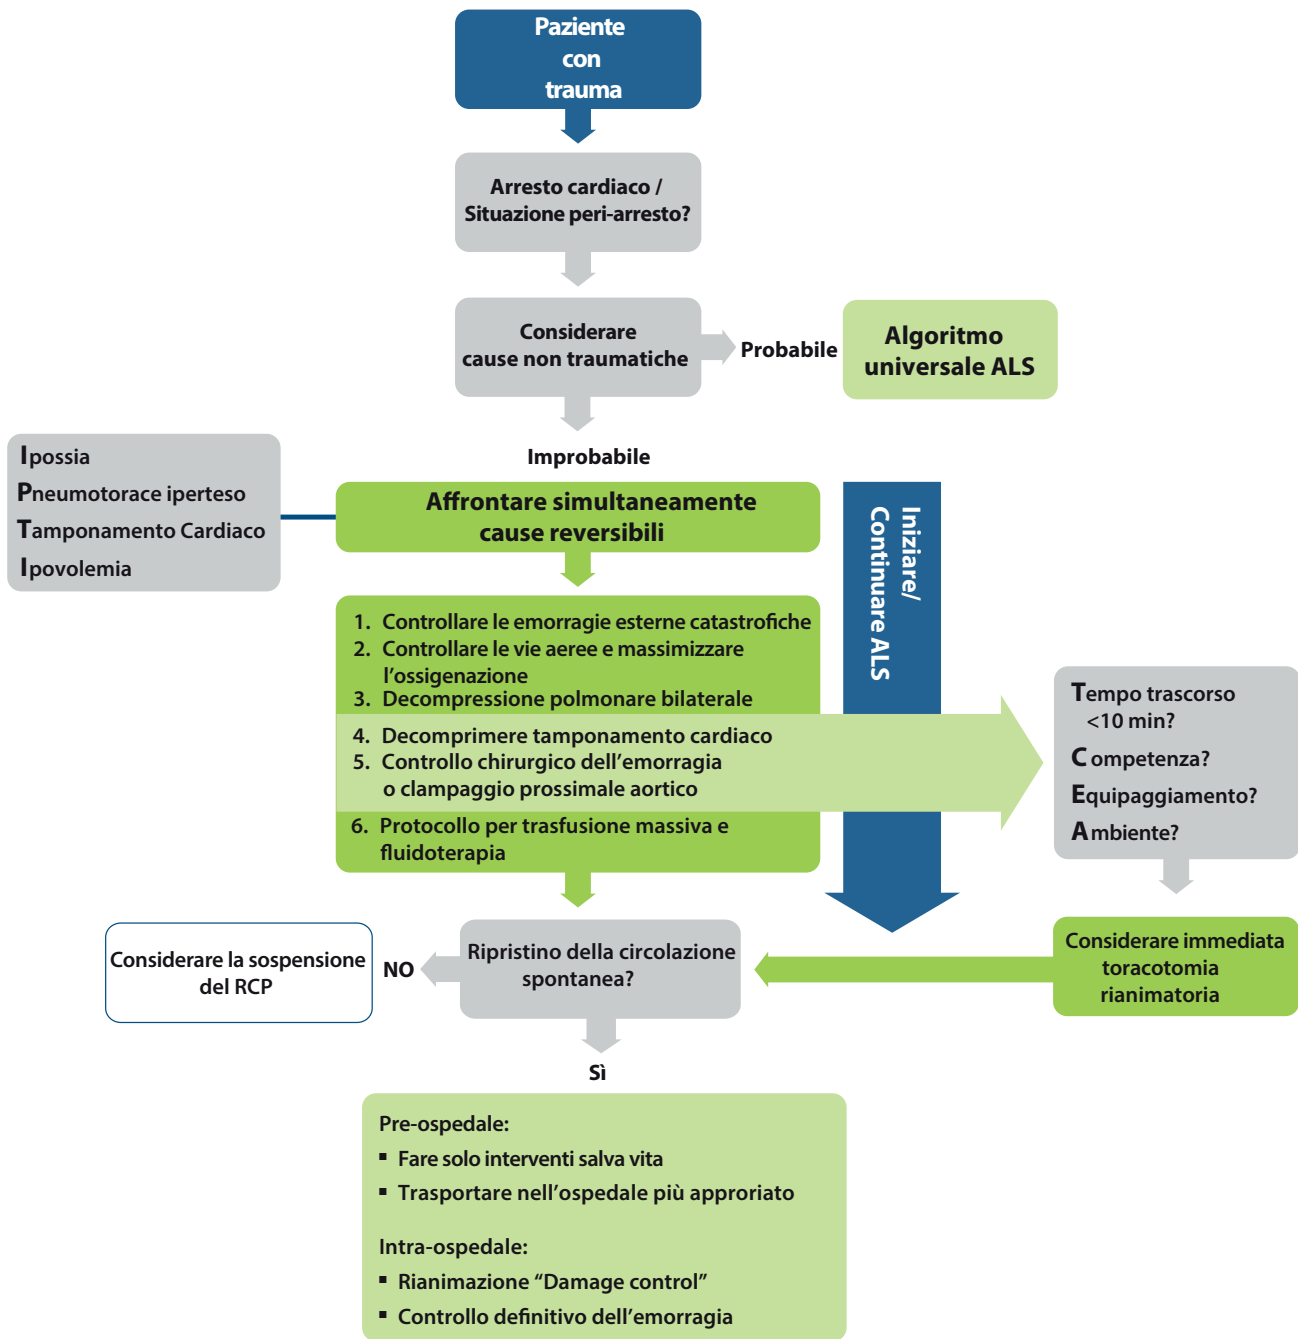 Paziente
con
trauma
Arresto cardiaco /
Situazione peri-arresto?
Considerare
cause non traumatiche
Probabile
Algoritmo
universale ALS
Improbabile
Ipossia
Pneumotorace iperteso
Tamponamento Cardiaco
Ipovolemia
Affrontare simultaneamente
cause reversibili
Iniziare/
Continuare ALS
1. Controllare le emorragie esterne catastrofiche
2. Controllare le vie aeree e massimizzare
l'ossigenazione
3. Decompressione polmonare bilaterale
4. Decomprimere tamponamento cardiaco
5. Controllo chirurgico dell'emorragia
o clampaggio prossimale aortico
6. Protocollo per trasfusione massiva e
fluidoterapia
Tempo trascorso
<10 min?
Competenza?
Equipaggiamento?
Ambiente?
Considerare immediata
toracotomia
rianimatoria
Ripristino della circolazione
spontanea?
NO
Considerare la sospensione
del RCP
Sì
Pre-ospedale:
▪ Fare solo interventi salva vita
▪ Trasportare nell'ospedale più approriato
Intra-ospedale:
▪ Rianimazione “Damage control”
▪ Controllo definitivo dell'emorragia